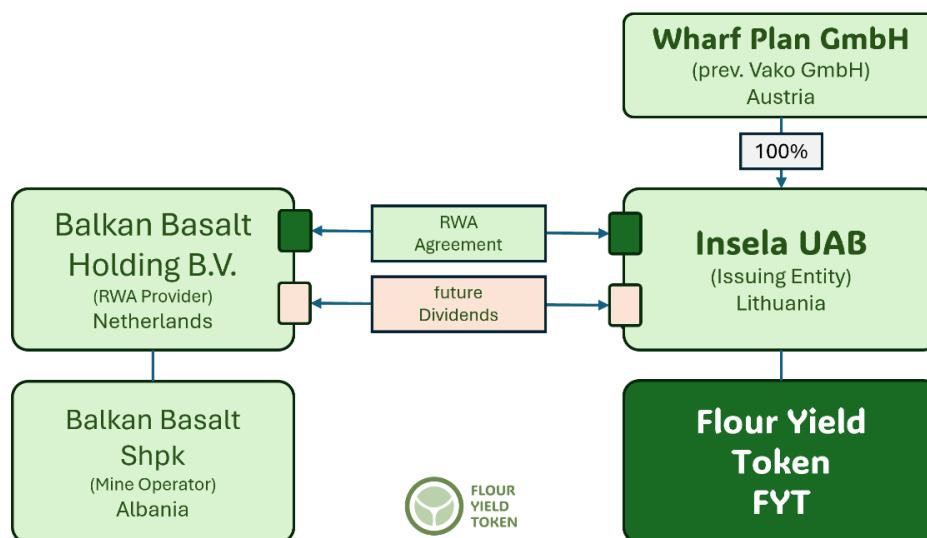 Wharf Plan GmbH
(prev. Vako GmbH)
Austria
100%
Balkan Basalt
Holding B.V.
(RWA Provider)
Netherlands
RWA
Agreement
future
Dividends
Insela UAB
(Issuing Entity)
Lithuania
Balkan Basalt
Shpk
(Mine Operator)
Albania
FLOUR
YIELD
TOKEN
Flour Yield
Token
FYT